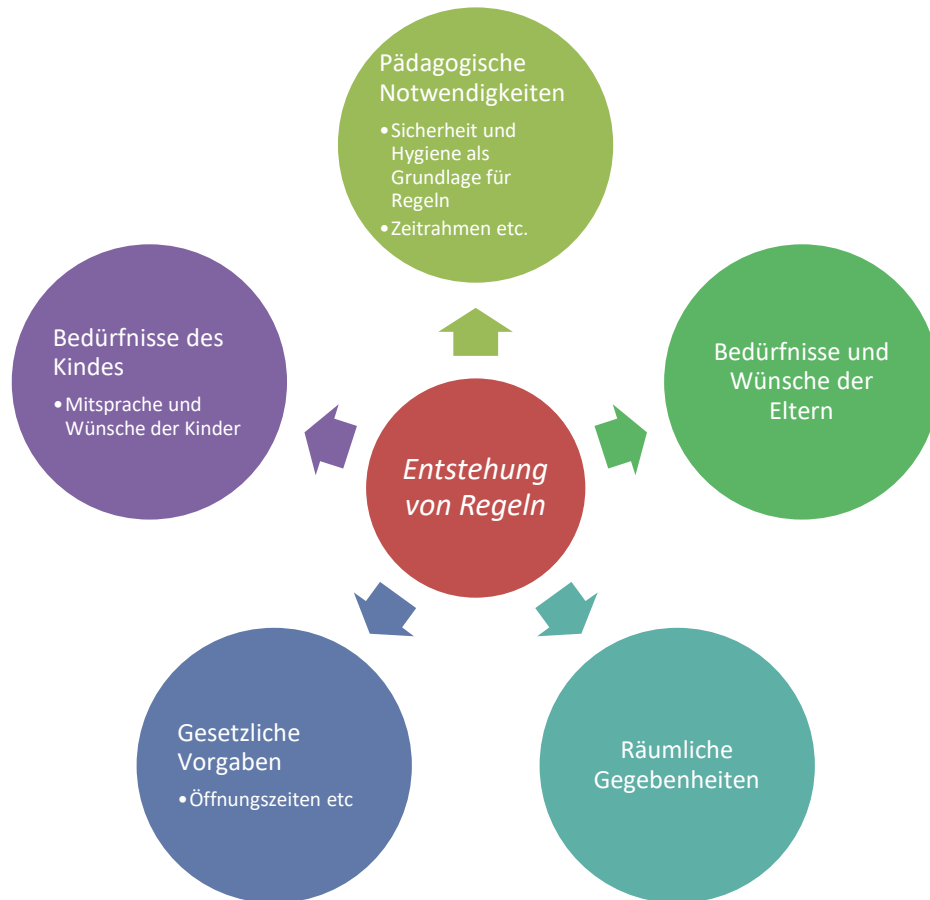 Pädagogische
Notwendigkeiten
•Sicherheit und
Hygiene als
Grundlage für
Regeln
•Zeitrahmen etc.
Bedürfnisse des
Kindes
•Mitsprache und
Wünsche der Kinder
Bedürfnisse und
Wünsche der
Eltern
Entstehung
von Regeln
Gesetzliche
Vorgaben
•Öffnungszeiten etc
Räumliche
Gegebenheiten